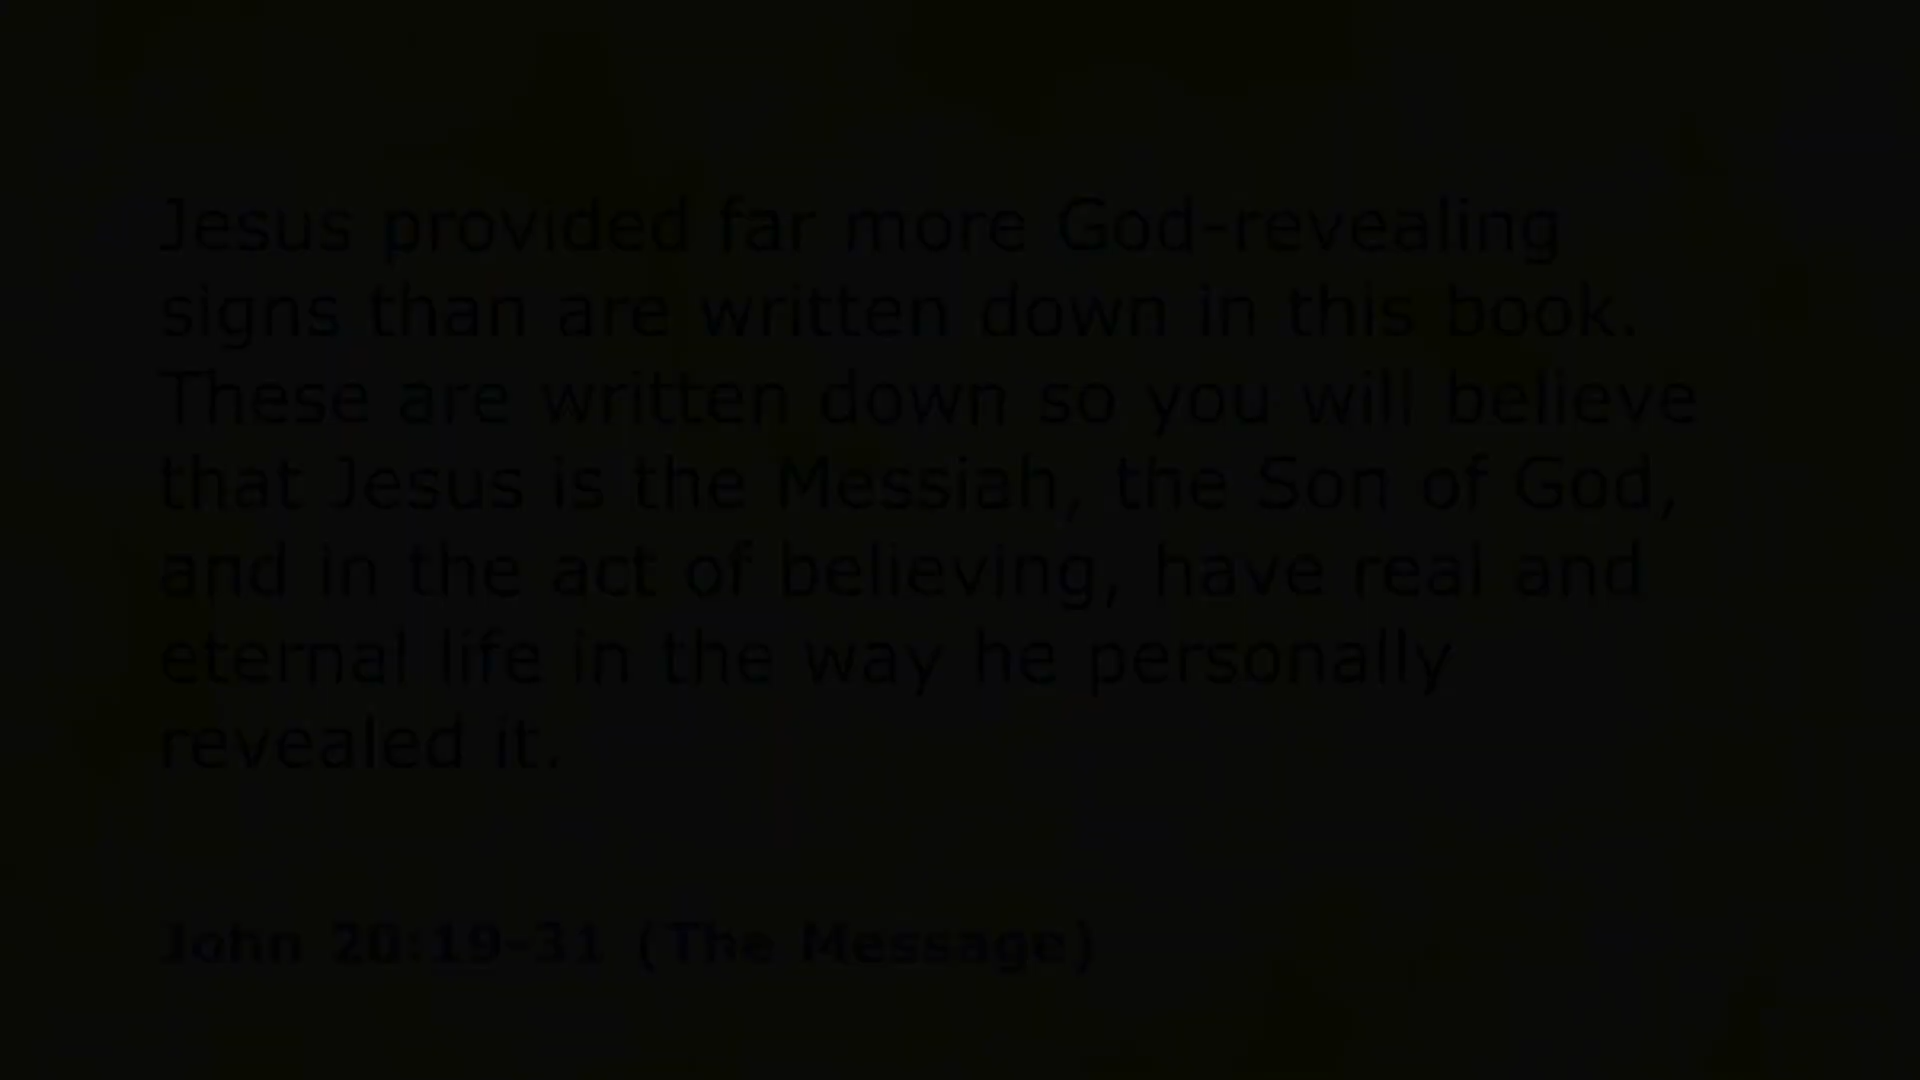 Jesus provided far more God-revealing
signs than are written down in this book.
These are written down so you will believe
that Jesus is the Messiah, the Son of God,
and in the act of believing, have real and
eternal life in the way he personally
revealed it.
John 20:19-31 (The Message)